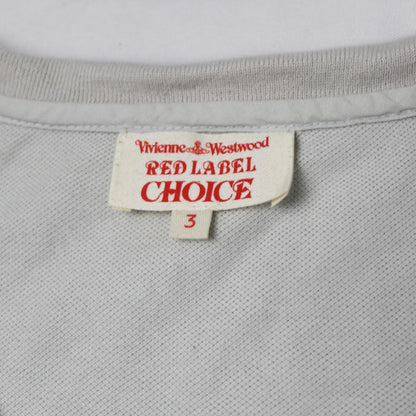 Vivienne Westwood
RED LABEL
CHOICE
3